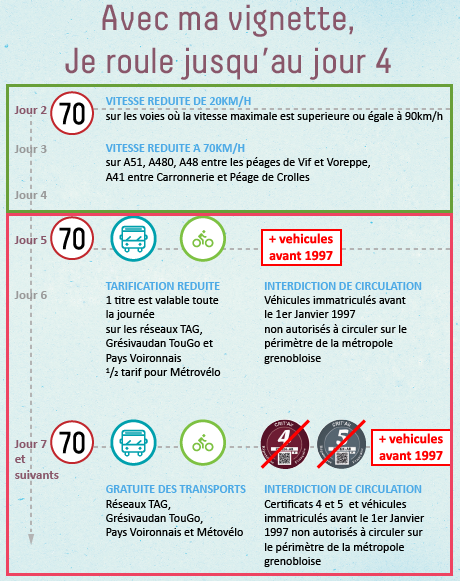 Avec ma vignette,
Je roule jusqu'au jour 4
Jour 2
70
VITESSE REDUITE DE 20KM/H
sur les voies où la vitesse maximale est superieure ou égale à 90km/h
Jour 3
VITESSE REDUITE A 70KM/H
sur A51, A480, A48 entre les péages de Vif et Voreppe,
A41 entre Carronnerie et Péage de Crolles
Jour 4
Jour 5
70
+ vehicules
avant 1997
Jour 6
TARIFICATION REDUITE
1 titre est valable toute
la journée
sur les réseaux TAG,
Grésivaudan TouGo et
Pays Voironnais
½ tarif pour Métrovélo
INTERDICTION DE CIRCULATION
Véhicules immatriculés avant
le 1er Janvier 1997
non autorisés à circuler sur le
périmètre de la métropole
grenobloise
Jour 7
et
suivants
70
CRIT'AIR
4
CRIT'AIR
5
+ vehicules
avant 1997
GRATUITE DES TRANSPORTS
Réseaux TAG,
Grésivaudan TouGo,
Pays Voironnais et Métovélo
INTERDICTION DE CIRCULATION
Certificats 4 et 5 et véhicules
immatriculés avant le 1er Janvier
1997 non autorisés à circuler sur
le périmètre de la métropole
grenobloise